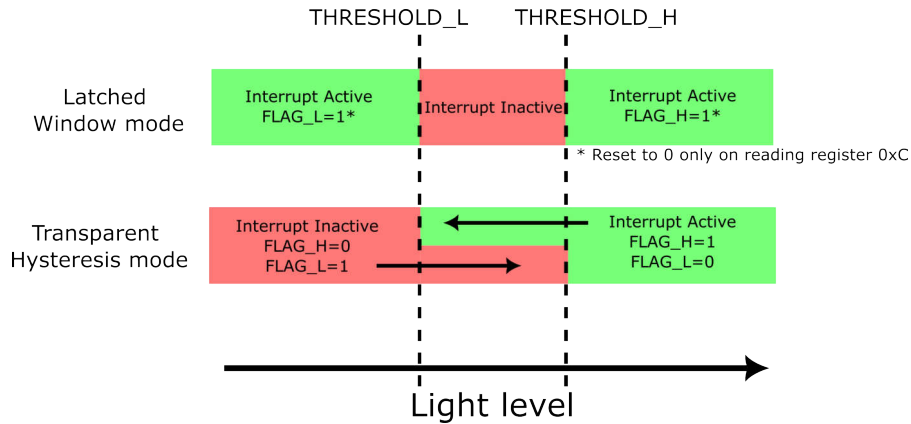 THRESHOLD_L THRESHOLD_H
Latched
Window mode
Interrupt Active
FLAG_L=1*
Interrupt Inactive
Interrupt Active
FLAG_H=1*
* Reset to 0 only on reading register 0xC
Transparent
Hysteresis mode
Interrupt Inactive
FLAG_H=0
FLAG_L=1
Interrupt Active
FLAG_H=1
FLAG_L=0
Light level